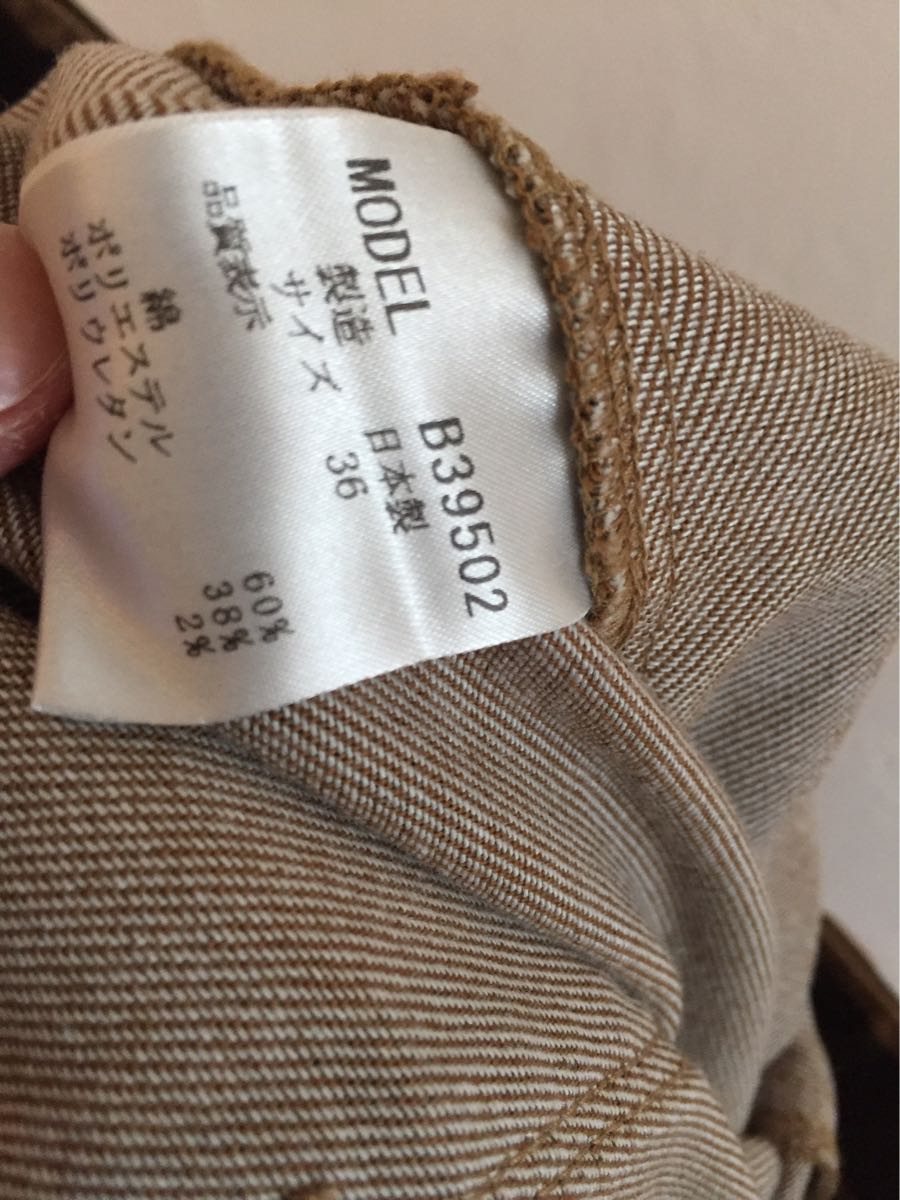 MODEL B39502
製造 日本製
サイズ 36
品質表示
綿 60%
ポリエステル 38%
ポリウレタン 2%